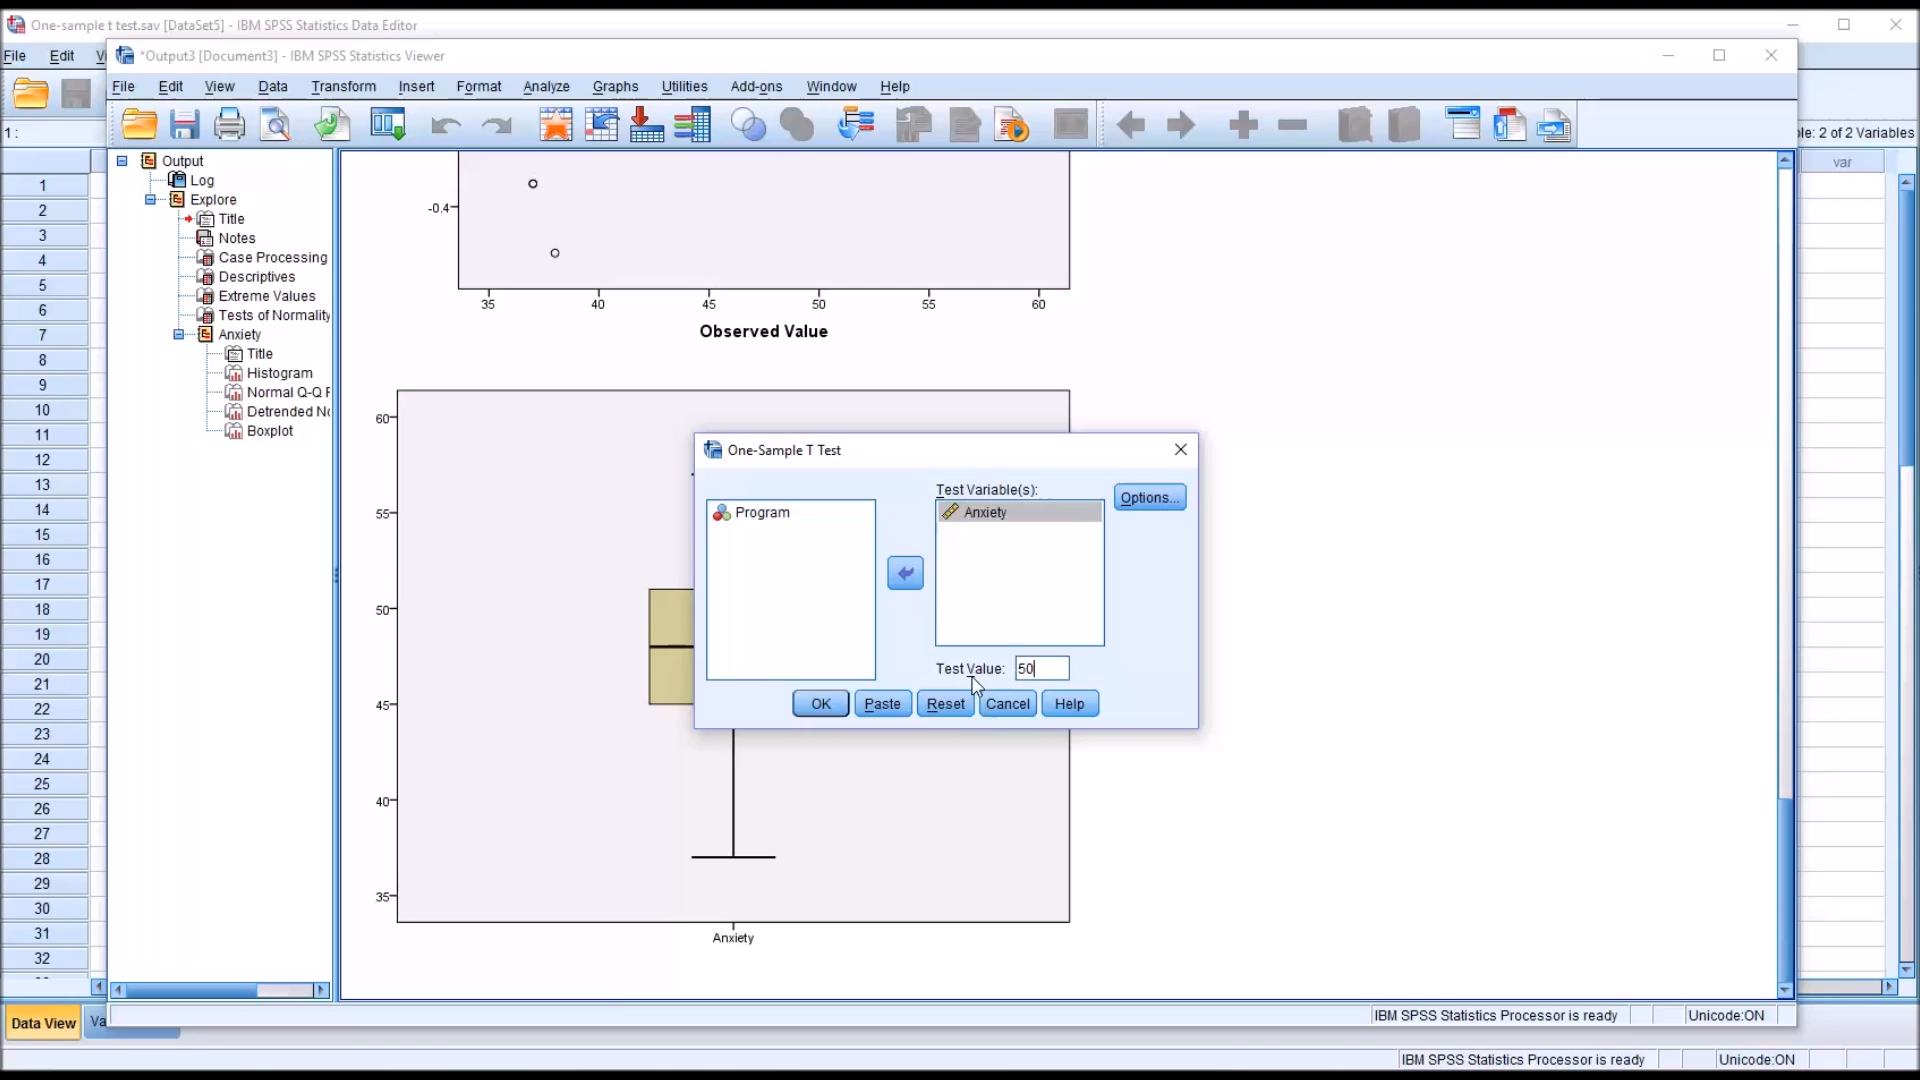 One-sample t test.sav [DataSet5] - IBM SPSS Statistics Data Editor
File Edit
*Output3 [Document3] - IBM SPSS Statistics Viewer
File Edit View Data Transform Insert Format Analyze Graphs Utilities Add-ons Window Help
1 :
2 of 2 Variables
var
1
2
3
4
5
6
7
8
9
10
11
12
13
14
15
16
17
18
19
20
21
22
23
24
25
26
27
28
29
30
31
32
Output
Log
Explore
Title
Notes
Case Processing
Descriptives
Extreme Values
Tests of Normality
Anxiety
Title
Histogram
Normal Q-Q
Detrended
Boxplot
-0.4
35 40 45 50 55 60
Observed Value
60
55
50
45
40
35
Anxiety
One-Sample T Test
Program
Test Variable(s):
Anxiety
Options...
Test Value: 50
OK Paste Reset Cancel Help
IBM SPSS Statistics Processor is ready Unicode:ON
Data View
IBM SPSS Statistics Processor is ready Unicode:ON